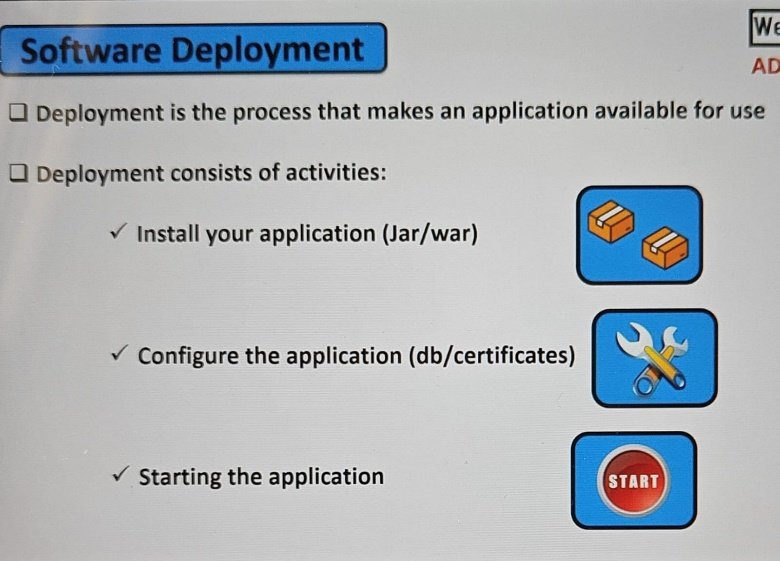 Software Deployment
We
AD
Deployment is the process that makes an application available for use
Deployment consists of activities:
Install your application (Jar/war)
Configure the application (db/certificates)
Starting the application
START